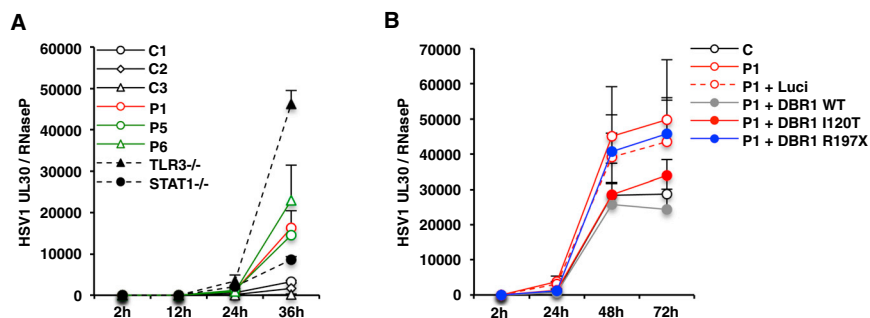 A
HSV1 UL30 / RNaseP
60000
50000
40000
30000
20000
10000
0
2h 12h 24h 36h
C1
C2
C3
P1
P5
P6
TLR3-/-
STAT1-/-
B
HSV1 UL30 / RNaseP
70000
60000
50000
40000
30000
20000
10000
0
2h 24h 48h 72h
C
P1
P1 + Luci
P1 + DBR1 WT
P1 + DBR1 I120T
P1 + DBR1 R197X